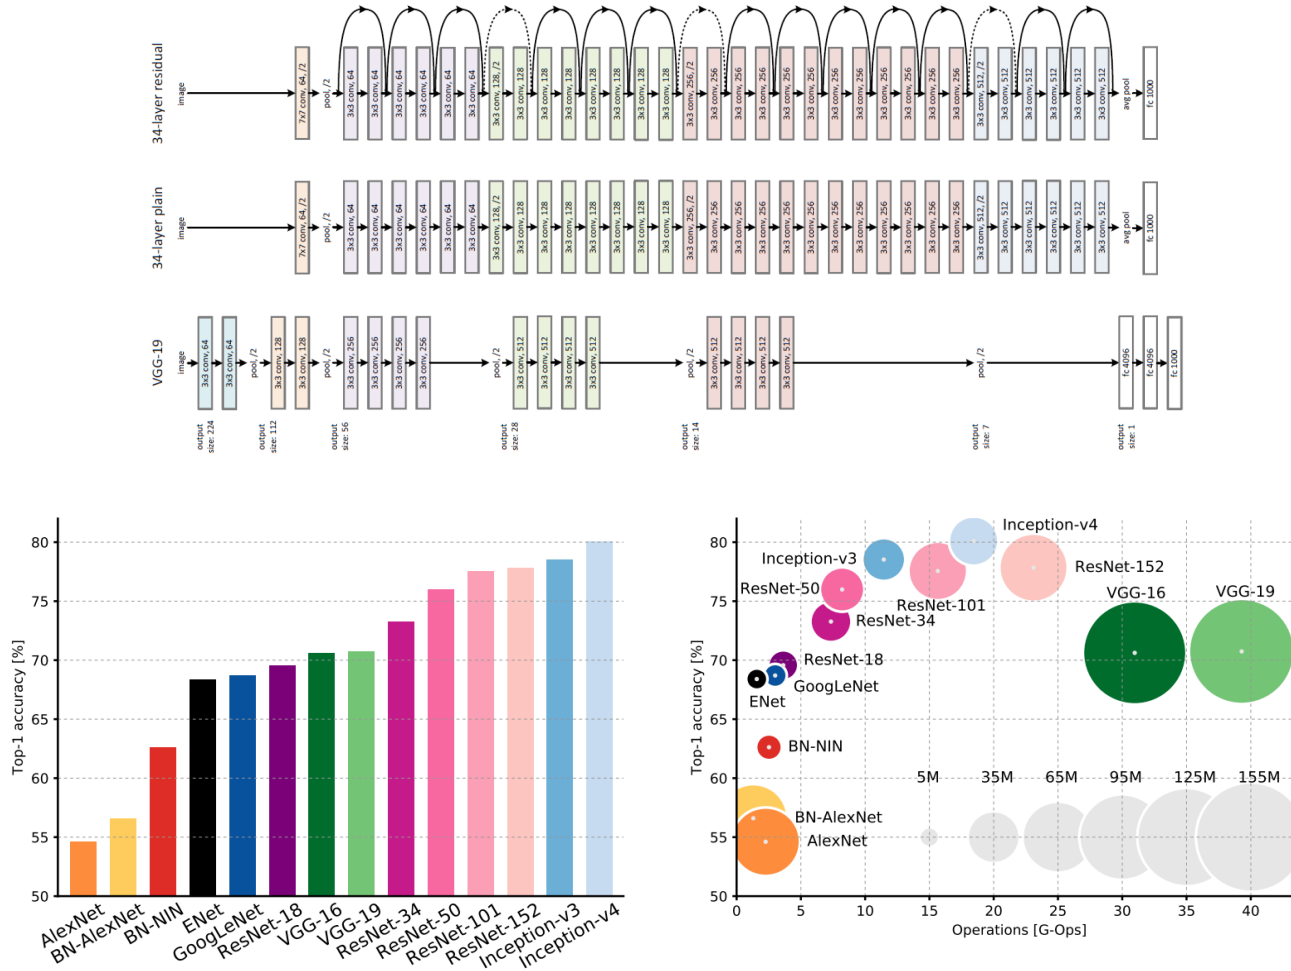 34-layer residual
image
7x7 conv, 64, /2
pool, /2
3x3 conv, 64
3x3 conv, 64
3x3 conv, 64
3x3 conv, 64
3x3 conv, 64
3x3 conv, 64
3x3 conv, 128, /2
3x3 conv, 128
3x3 conv, 128
3x3 conv, 128
3x3 conv, 128
3x3 conv, 128
3x3 conv, 128
3x3 conv, 128
3x3 conv, 256, /2
3x3 conv, 256
3x3 conv, 256
3x3 conv, 256
3x3 conv, 256
3x3 conv, 256
3x3 conv, 256
3x3 conv, 256
3x3 conv, 256
3x3 conv, 256
3x3 conv, 256
3x3 conv, 256
3x3 conv, 512, /2
3x3 conv, 512
3x3 conv, 512
3x3 conv, 512
3x3 conv, 512
3x3 conv, 512
avg pool
fc 1000
34-layer plain
image
7x7 conv, 64, /2
pool, /2
3x3 conv, 64
3x3 conv, 64
3x3 conv, 64
3x3 conv, 64
3x3 conv, 64
3x3 conv, 64
3x3 conv, 128, /2
3x3 conv, 128
3x3 conv, 128
3x3 conv, 128
3x3 conv, 128
3x3 conv, 128
3x3 conv, 128
3x3 conv, 128
3x3 conv, 256, /2
3x3 conv, 256
3x3 conv, 256
3x3 conv, 256
3x3 conv, 256
3x3 conv, 256
3x3 conv, 256
3x3 conv, 256
3x3 conv, 256
3x3 conv, 256
3x3 conv, 256
3x3 conv, 256
3x3 conv, 512, /2
3x3 conv, 512
3x3 conv, 512
3x3 conv, 512
3x3 conv, 512
3x3 conv, 512
avg pool
fc 1000
VGG-19
image
3x3 conv, 64
3x3 conv, 64
pool, /2
3x3 conv, 128
3x3 conv, 128
pool, /2
3x3 conv, 256
3x3 conv, 256
3x3 conv, 256
3x3 conv, 256
pool, /2
3x3 conv, 512
3x3 conv, 512
3x3 conv, 512
3x3 conv, 512
pool, /2
3x3 conv, 512
3x3 conv, 512
3x3 conv, 512
3x3 conv, 512
pool, /2
fc 4096
fc 4096
fc 1000
output
size: 224
output
size: 112
output
size: 56
output
size: 28
output
size: 14
output
size: 7
output
size: 1
Top-1 accuracy [%]
80
75
70
65
60
55
50
AlexNet
BN-AlexNet
BN-NIN
ENet
GoogLeNet
ResNet-18
VGG-16
VGG-19
ResNet-34
ResNet-50
ResNet-101
ResNet-152
Inception-v3
Inception-v4
Top-1 accuracy [%]
80
75
70
65
60
55
50
Inception-v4
Inception-v3
ResNet-152
ResNet-50
VGG-16
VGG-19
ResNet-101
ResNet-34
ResNet-18
GoogLeNet
ENet
BN-NIN
5M
35M
65M
95M
125M
155M
BN-AlexNet
AlexNet
0
5
10
15
20
25
30
35
40
Operations [G-Ops]